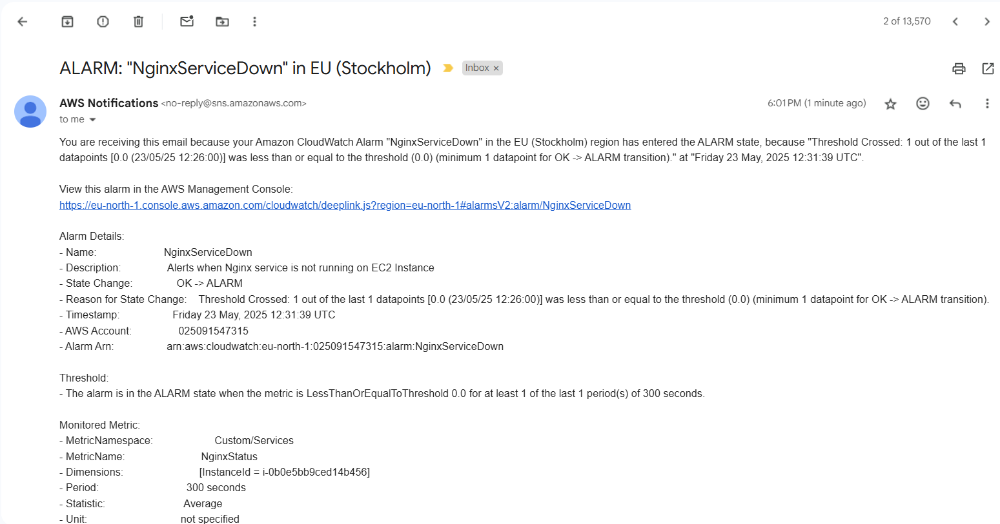 2 of 13,570
ALARM: "NginxServiceDown" in EU (Stockholm) Inbox ×
AWS Notifications <no-reply@sns.amazonaws.com> 6:01 PM (1 minute ago)
to me
You are receiving this email because your Amazon CloudWatch Alarm "NginxServiceDown" in the EU (Stockholm) region has entered the ALARM state, because "Threshold Crossed: 1 out of the last 1
datapoints [0.0 (23/05/25 12:26:00)] was less than or equal to the threshold (0.0) (minimum 1 datapoint for OK -> ALARM transition)." at "Friday 23 May, 2025 12:31:39 UTC".
View this alarm in the AWS Management Console:
https://eu-north-1.console.aws.amazon.com/cloudwatch/deeplink.js?region=eu-north-1#alarmsV2:alarm/NginxServiceDown
Alarm Details:
- Name: NginxServiceDown
- Description: Alerts when Nginx service is not running on EC2 Instance
- State Change: OK -> ALARM
- Reason for State Change: Threshold Crossed: 1 out of the last 1 datapoints [0.0 (23/05/25 12:26:00)] was less than or equal to the threshold (0.0) (minimum 1 datapoint for OK -> ALARM transition).
- Timestamp: Friday 23 May, 2025 12:31:39 UTC
- AWS Account: 025091547315
- Alarm Arn: arn:aws:cloudwatch:eu-north-1:025091547315:alarm:NginxServiceDown
Threshold:
- The alarm is in the ALARM state when the metric is LessThanOrEqualToThreshold 0.0 for at least 1 of the last 1 period(s) of 300 seconds.
Monitored Metric:
- MetricNamespace: Custom/Services
- MetricName: NginxStatus
- Dimensions: [InstanceId = i-0b0e5bb9ced14b456]
- Period: 300 seconds
- Statistic: Average
- Unit: not specified